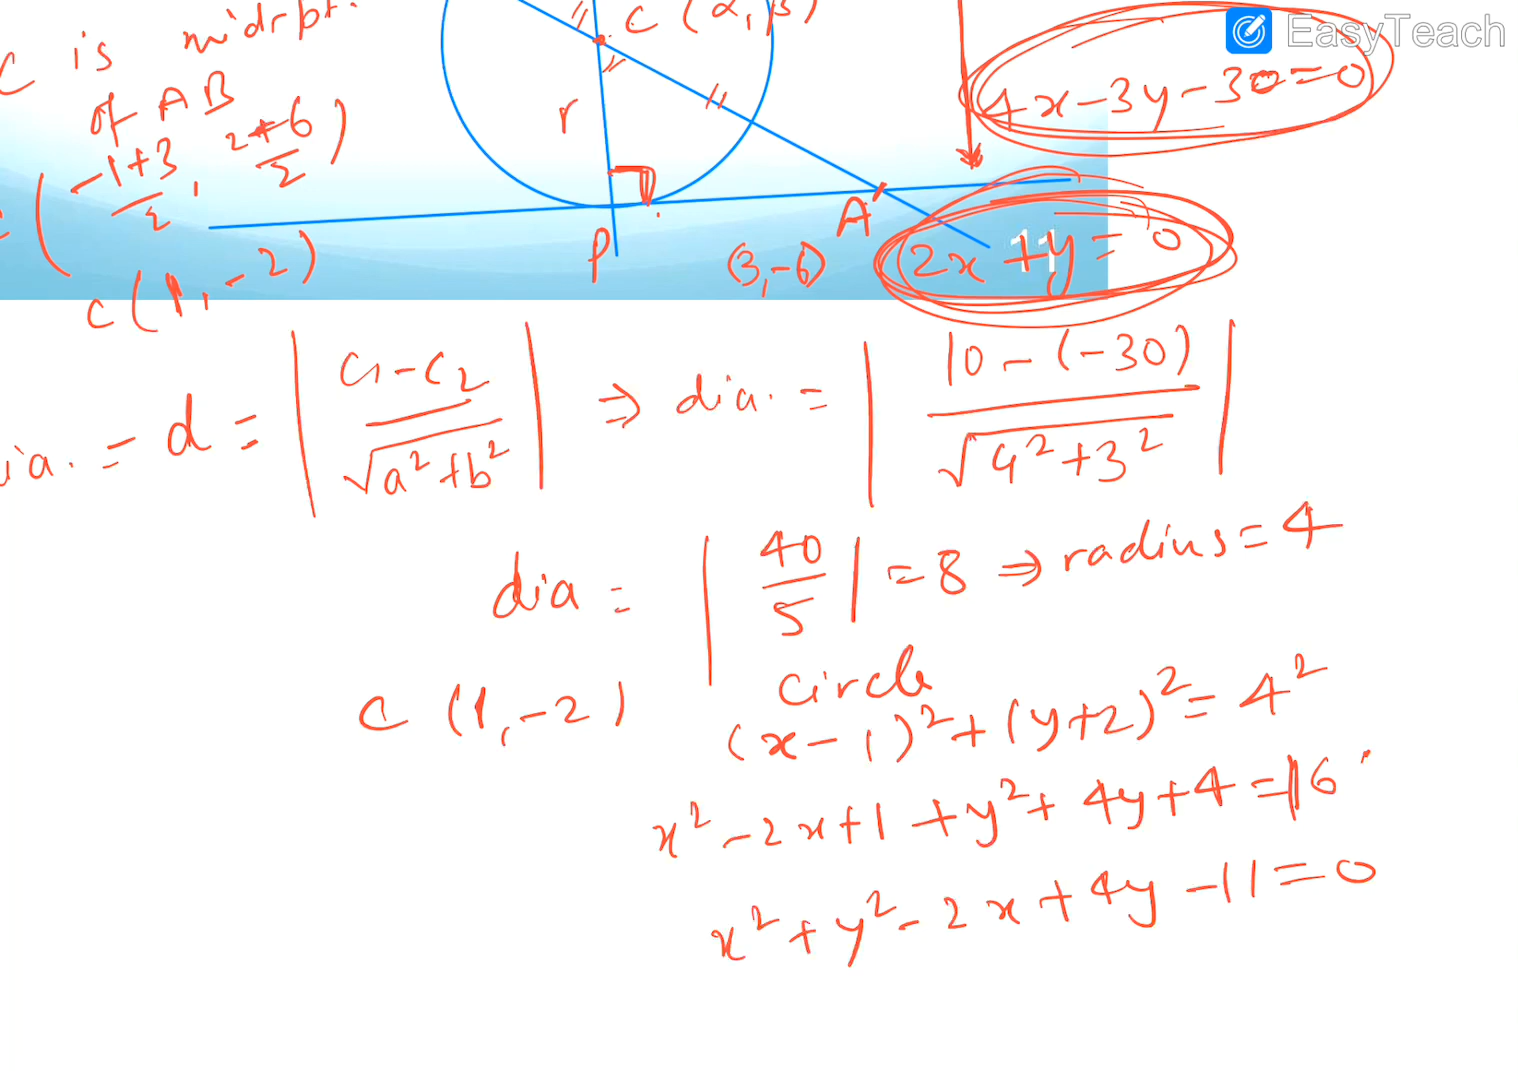 C is midpt.
of AB
(-1+3/2, 2+-6/2)
C(1, -2)
C (α, β)
r
P
A
(3,-6)
EasyTeach
4x-3y-30=0
2x+y=0
11
dia. = d = |C1-C2/√a²+b²| ⇒ dia. = |10-(-30)/√4²+3²|
dia = |40/5| = 8 ⇒ radius = 4
C (1, -2)
Circle
(x-1)²+(y+2)²=4²
x²-2x+1+y²+4y+4=16
x²+y²-2x+4y-11=0